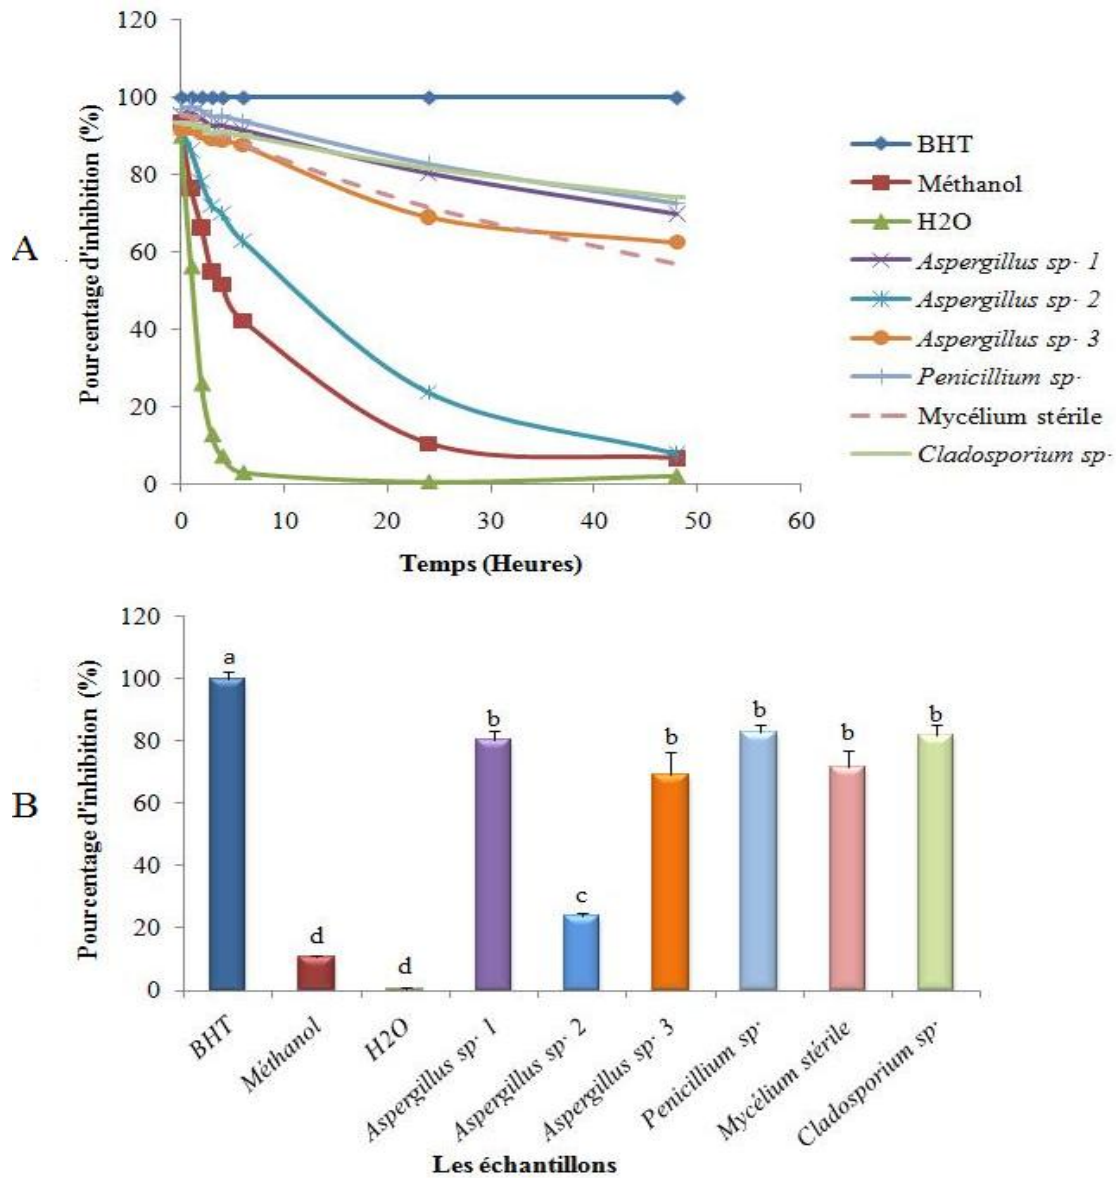 A
Pourcentage d'inhibition (%)
120
100
80
60
40
20
0
0 10 20 30 40 50 60
Temps (Heures)
BHT
Méthanol
H2O
Aspergillus sp· 1
Aspergillus sp· 2
Aspergillus sp· 3
Penicillium sp·
Mycélium stérile
Cladosporium sp·
B
Pourcentage d'inhibition (%)
120
100
80
60
40
20
0
a
d
d
b
c
b
b
b
b
BHT
Méthanol
H2O
Aspergillus sp· 1
Aspergillus sp· 2
Aspergillus sp· 3
Penicillium sp·
Mycélium stérile
Cladosporium sp·
Les échantillons